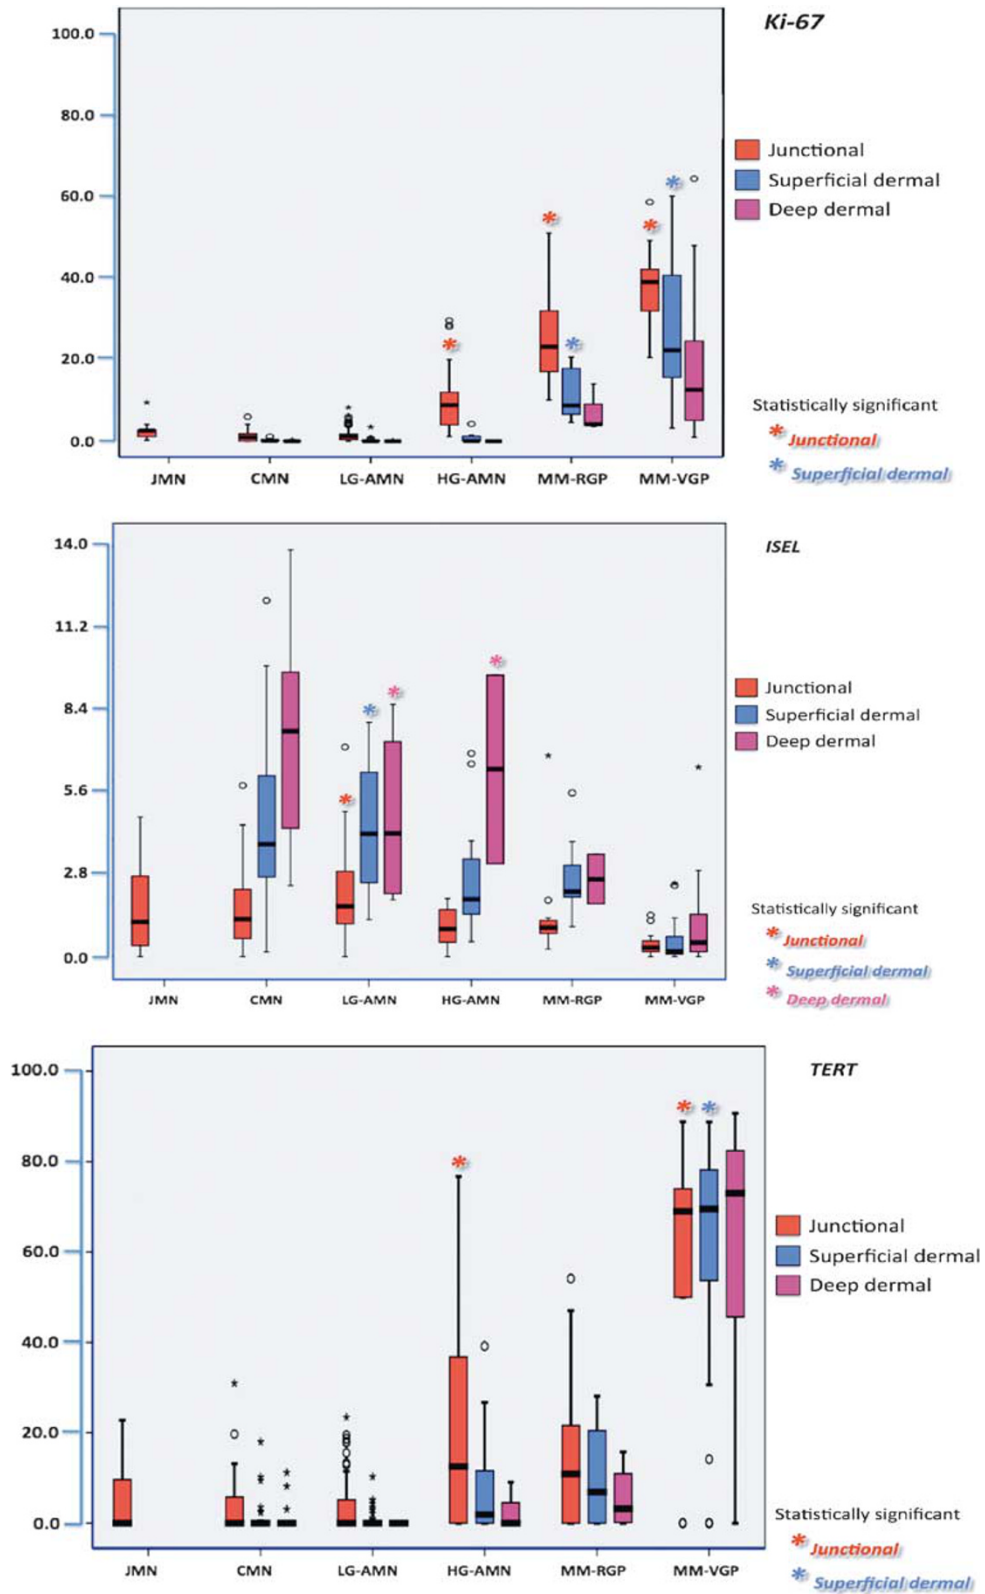 Ki-67
100.0
80.0
60.0
40.0
20.0
0.0
Junctional
Superficial dermal
Deep dermal
Statistically significant
* Junctional
* Superficial dermal
JMN CMN LG-AMN HG-AMN MM-RGP MM-VGP
ISEL
14.0
11.2
8.4
5.6
2.8
0.0
Junctional
Superficial dermal
Deep dermal
Statistically significant
* Junctional
* Superficial dermal
* Deep dermal
JMN CMN LG-AMN HG-AMN MM-RGP MM-VGP
TERT
100.0
80.0
60.0
40.0
20.0
0.0
Junctional
Superficial dermal
Deep dermal
Statistically significant
* Junctional
* Superficial dermal
JMN CMN LG-AMN HG-AMN MM-RGP MM-VGP